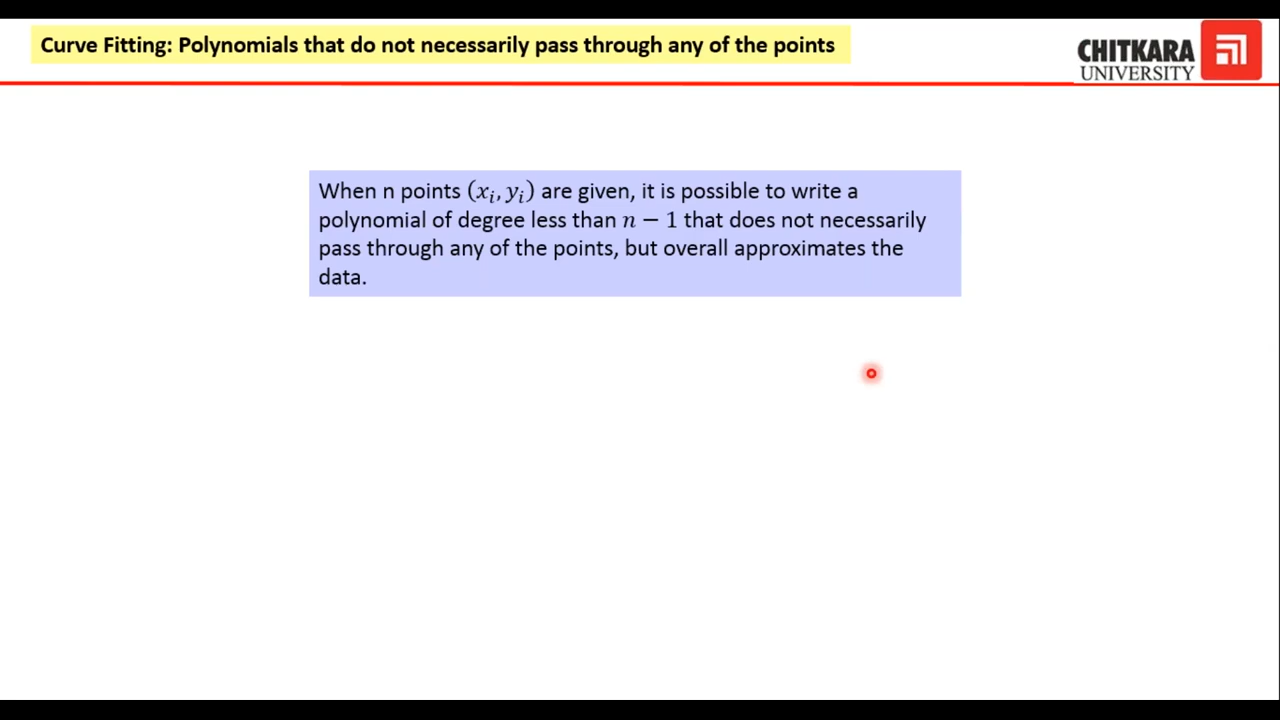 Curve Fitting: Polynomials that do not necessarily pass through any of the points
CHITKARA
UNIVERSITY
When n points (xᵢ, yᵢ) are given, it is possible to write a
polynomial of degree less than n − 1 that does not necessarily
pass through any of the points, but overall approximates the
data.